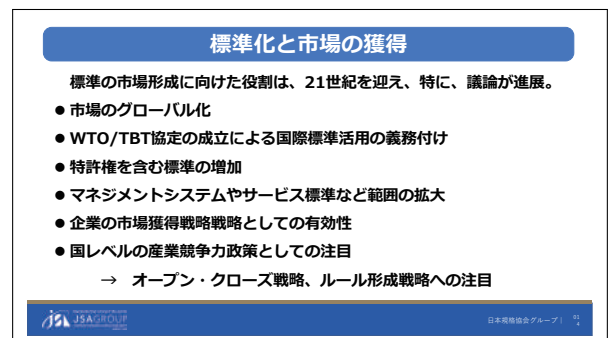 標準化と市場の獲得
標準の市場形成に向けた役割は、21世紀を迎え、特に、議論が進展。
● 市場のグローバル化
● WTO/TBT協定の成立による国際標準活用の義務付け
● 特許権を含む標準の増加
● マネジメントシステムやサービス標準など範囲の拡大
● 企業の市場獲得戦略戦略としての有効性
● 国レベルの産業競争力政策としての注目
→ オープン・クローズ戦略、ルール形成戦略への注目
JSA JSAGROUP
日本規格協会グループ|